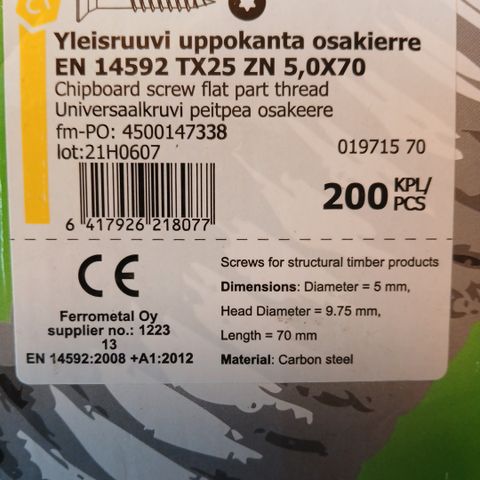 C1
Yleisruuvi uppokanta osakierre
EN 14592 TX25 ZN 5,0X70
Chipboard screw flat part thread
Universaalkruvi peitpea osakeere
fm-PO: 4500147338
lot:21H0607
019715 70
200 KPL/
PCS
6 417926 218077
CE
Ferrometal Oy
supplier no.: 1223
13
EN 14592:2008 +A1:2012
Screws for structural timber products
Dimensions: Diameter = 5 mm,
Head Diameter = 9.75 mm,
Length = 70 mm
Material: Carbon steel